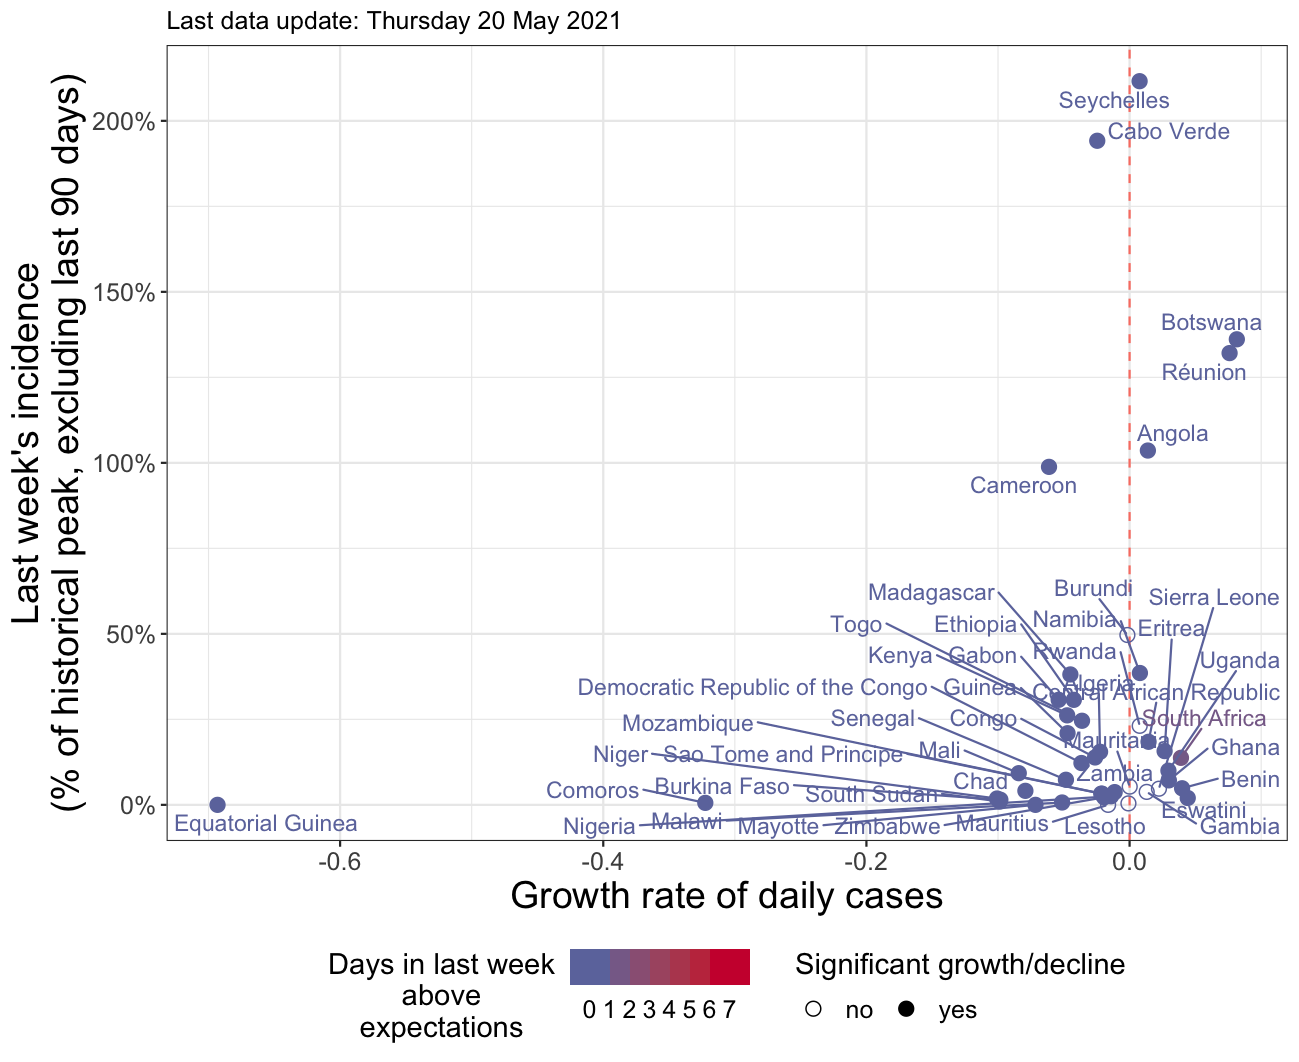 Last data update: Thursday 20 May 2021
Last week's incidence
(% of historical peak, excluding last 90 days)
200%
150%
100%
50%
0%
Seychelles
Cabo Verde
Botswana
Réunion
Angola
Cameroon
Burundi
Madagascar
Sierra Leone
Togo
Ethiopia
Namibia
Eritrea
Kenya
Gabon
Rwanda
Uganda
Democratic Republic of the Congo
Guinea
Algeria
Central African Republic
Mozambique
Senegal
Congo
South Africa
Niger
Sao Tome and Principe
Mali
Mauritania
Ghana
Comoros
Burkina Faso
South Sudan
Chad
Zambia
Benin
Equatorial Guinea
Nigeria
Malawi
Mayotte
Zimbabwe
Mauritius
Lesotho
Eswatini
Gambia
-0.6
-0.4
-0.2
0.0
Growth rate of daily cases
Days in last week
above
expectations
0 1 2 3 4 5 6 7
Significant growth/decline
no
yes